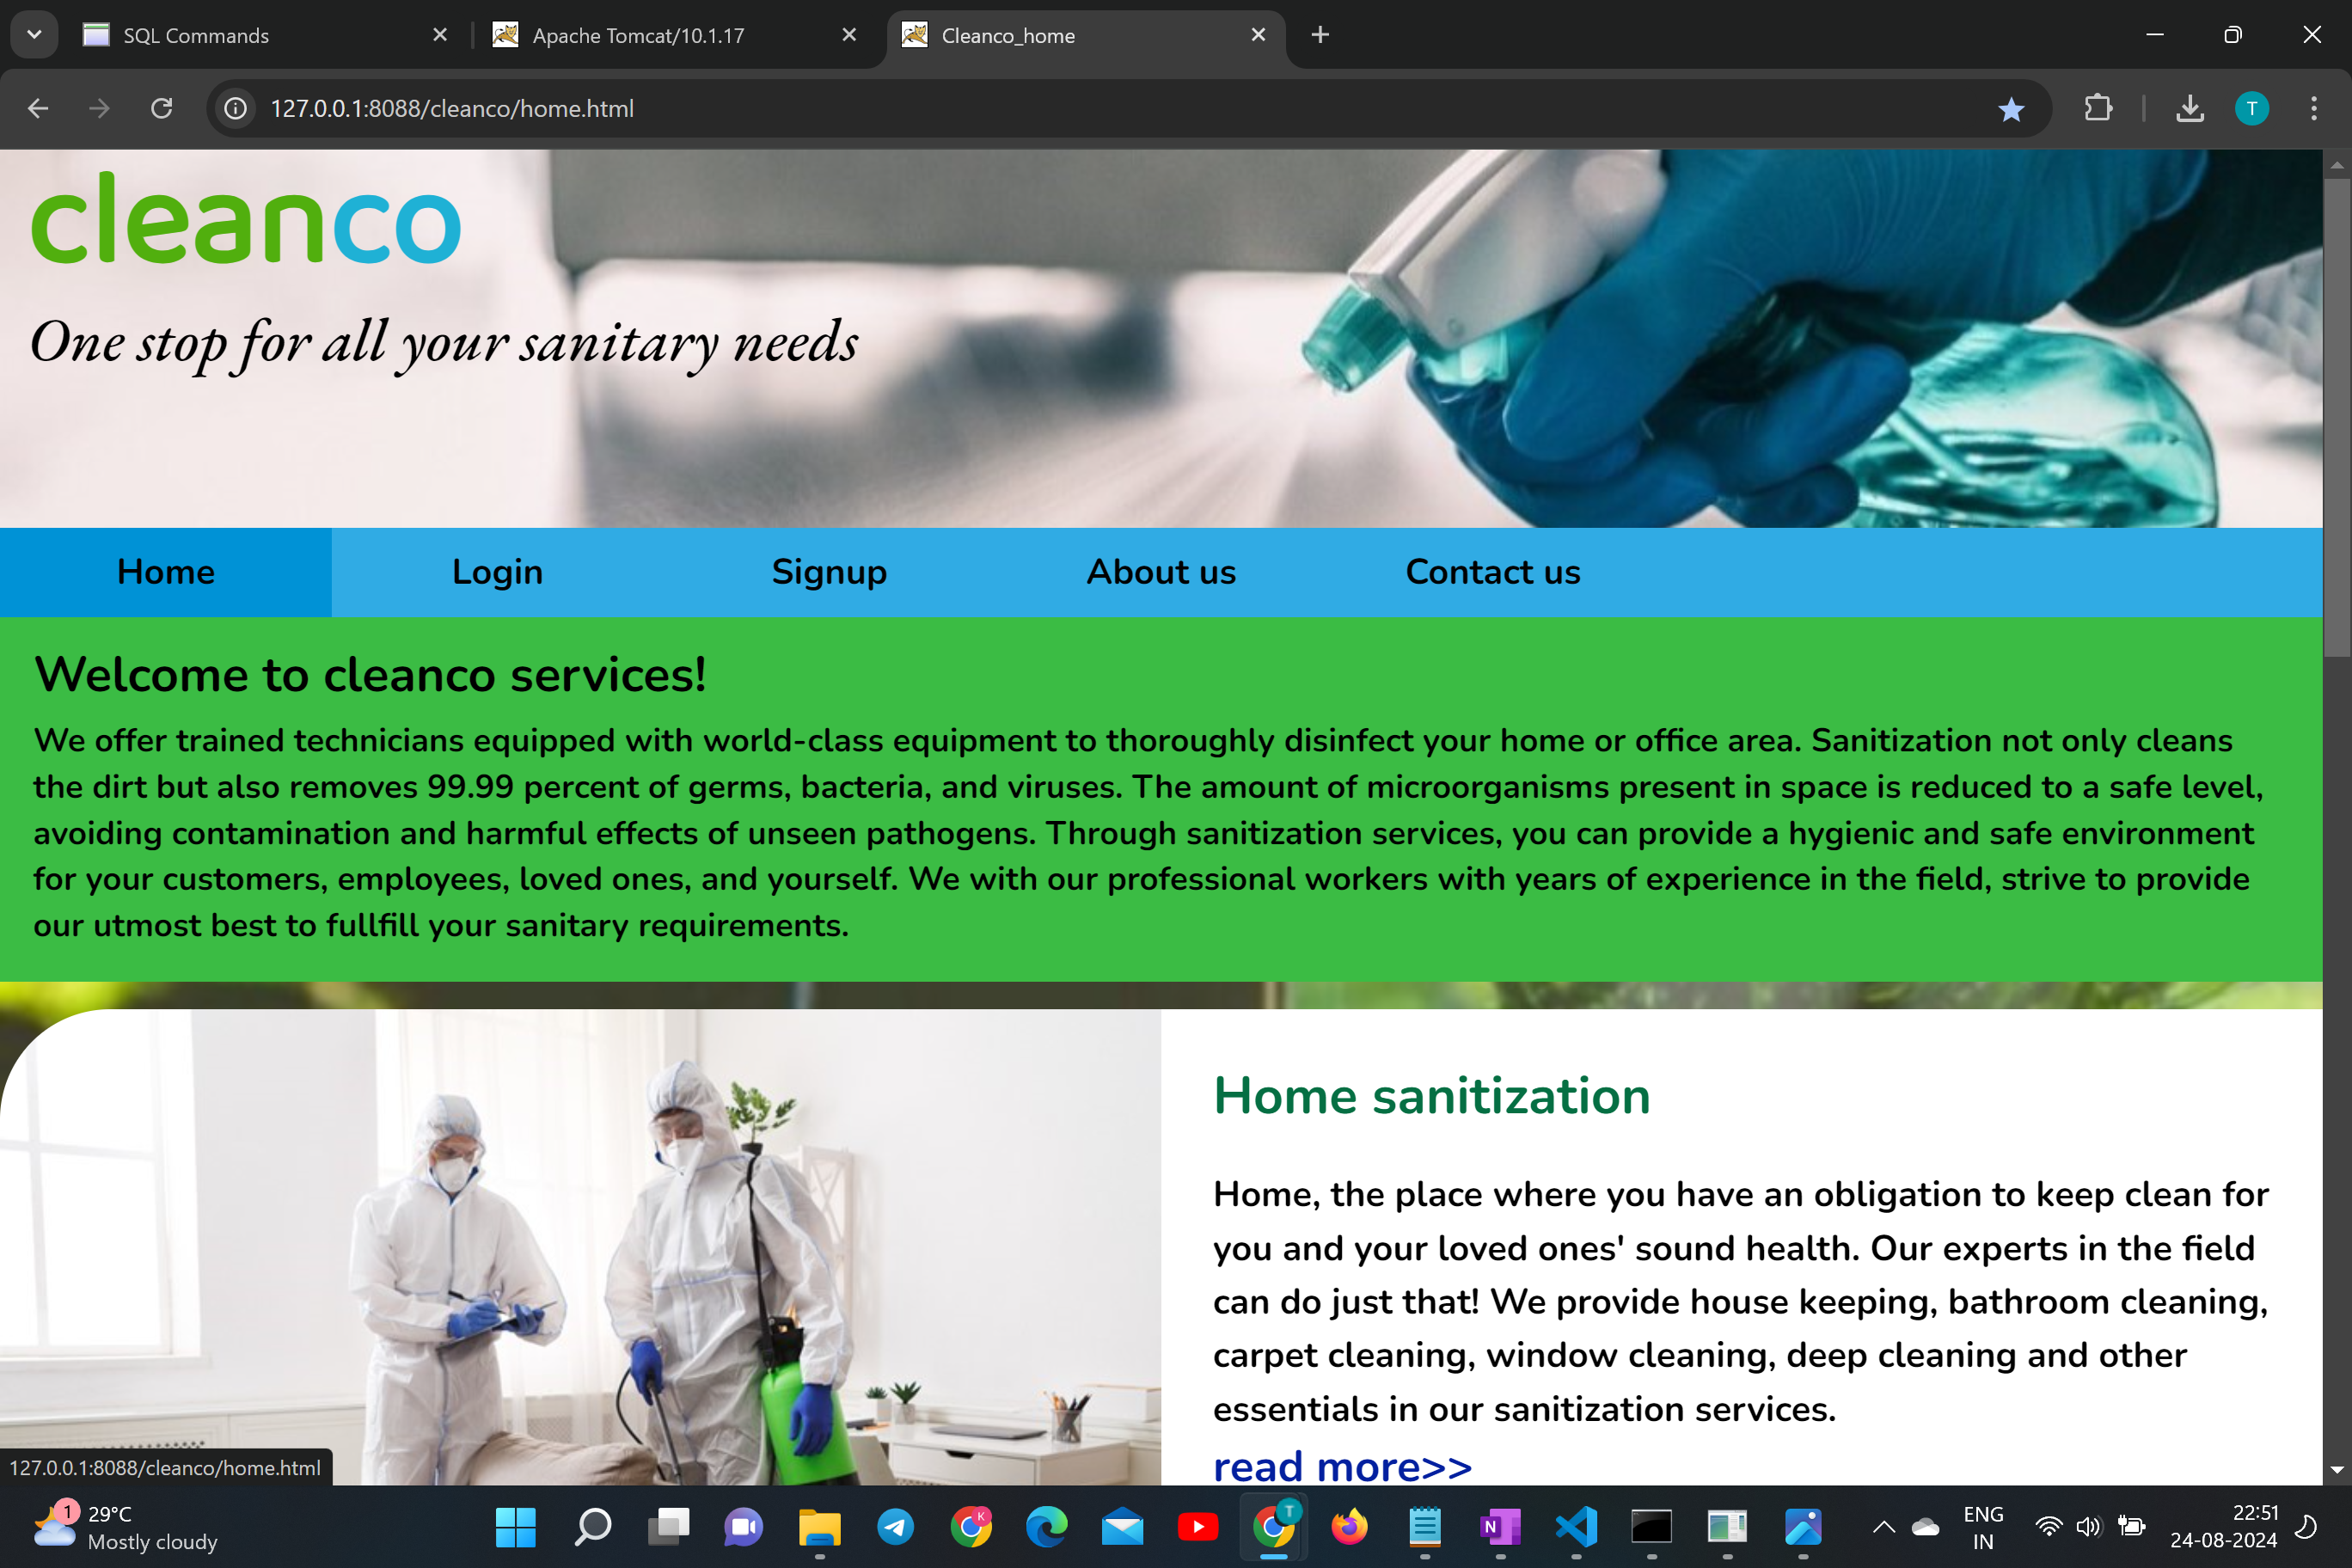 SQL Commands
Apache Tomcat/10.1.17
Cleanco_home
127.0.0.1:8088/cleanco/home.html
T
cleanco
One stop for all your sanitary needs
Home
Login
Signup
About us
Contact us
Welcome to cleanco services!
We offer trained technicians equipped with world-class equipment to thoroughly disinfect your home or office area. Sanitization not only cleans
the dirt but also removes 99.99 percent of germs, bacteria, and viruses. The amount of microorganisms present in space is reduced to a safe level,
avoiding contamination and harmful effects of unseen pathogens. Through sanitization services, you can provide a hygienic and safe environment
for your customers, employees, loved ones, and yourself. We with our professional workers with years of experience in the field, strive to provide
our utmost best to fullfill your sanitary requirements.
Home sanitization
Home, the place where you have an obligation to keep clean for
you and your loved ones' sound health. Our experts in the field
can do just that! We provide house keeping, bathroom cleaning,
carpet cleaning, window cleaning, deep cleaning and other
essentials in our sanitization services.
read more>>
127.0.0.1:8088/cleanco/home.html
1
29°C
Mostly cloudy
K
T
N
ENG
IN
22:51
24-08-2024